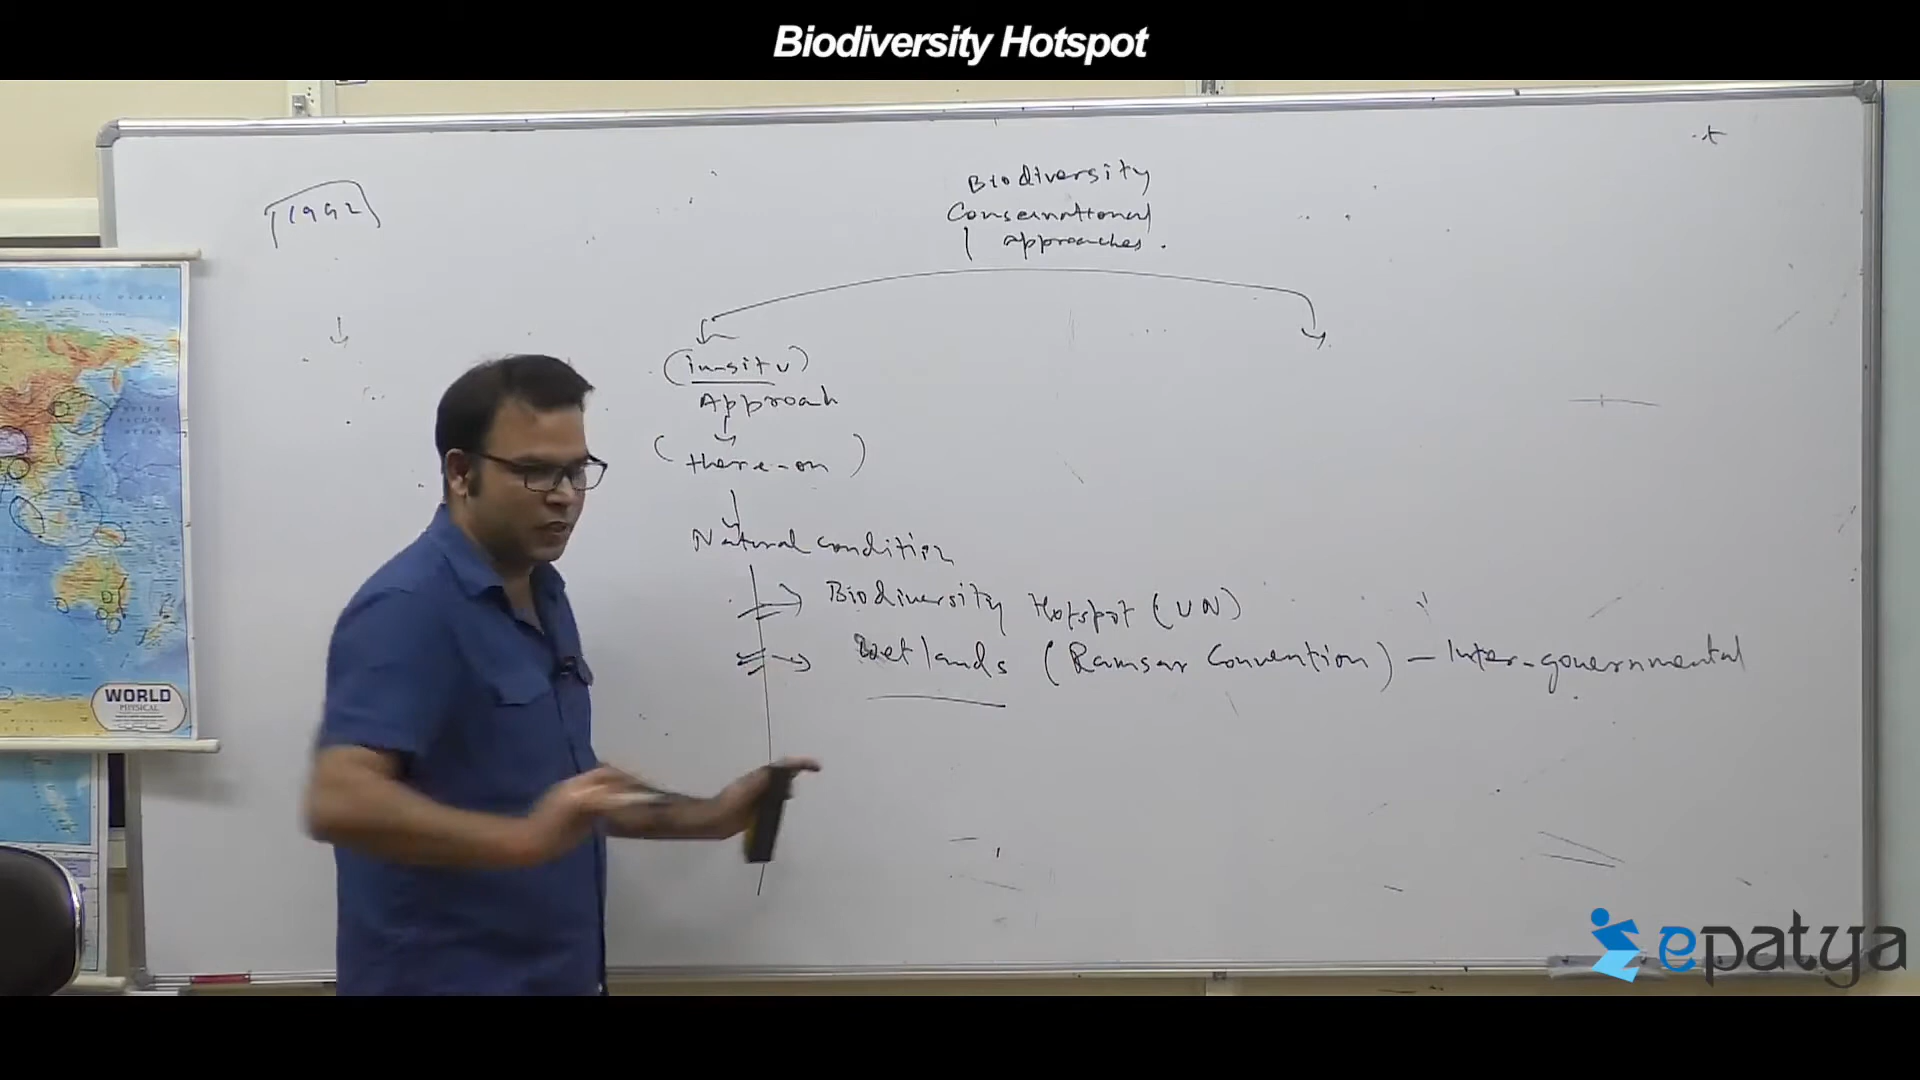 Biodiversity Hotspot
1992
Biodiversity
Conservational
approaches.
(in-situ)
Approach
(there-on)
Natural condition
Biodiversity Hotspot (UN)
Wetlands (Ramsar Convention) - Inter-governmental
WORLD
PHYSICAL
epatya